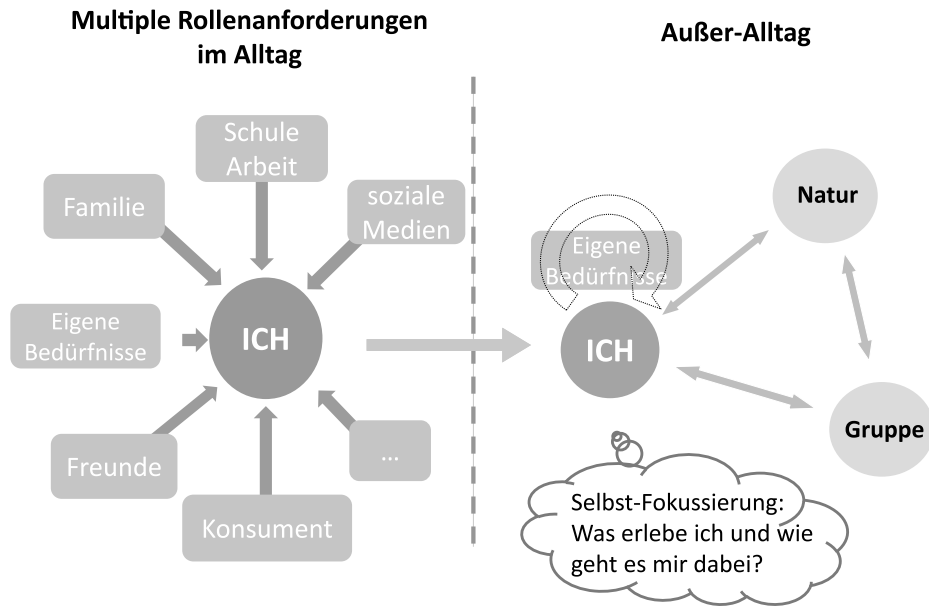 Multiple Rollenanforderungen
im Alltag
Schule
Arbeit
Familie
soziale
Medien
Eigene
Bedürfnisse
ICH
Freunde
...
Konsument
Außer-Alltag
Natur
Eigene
Bedürfnisse
ICH
Gruppe
Selbst-Fokussierung:
Was erlebe ich und wie
geht es mir dabei?